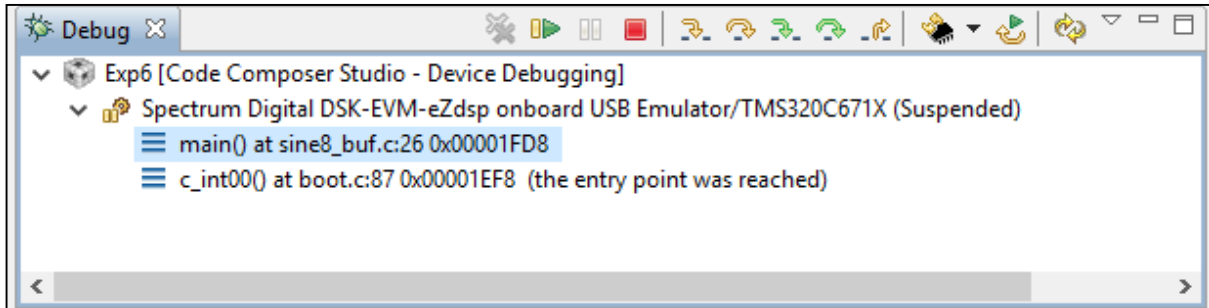 Debug
Exp6 [Code Composer Studio - Device Debugging]
Spectrum Digital DSK-EVM-eZdsp onboard USB Emulator/TMS320C671X (Suspended)
main() at sine8_buf.c:26 0x00001FD8
c_int00() at boot.c:87 0x00001EF8 (the entry point was reached)